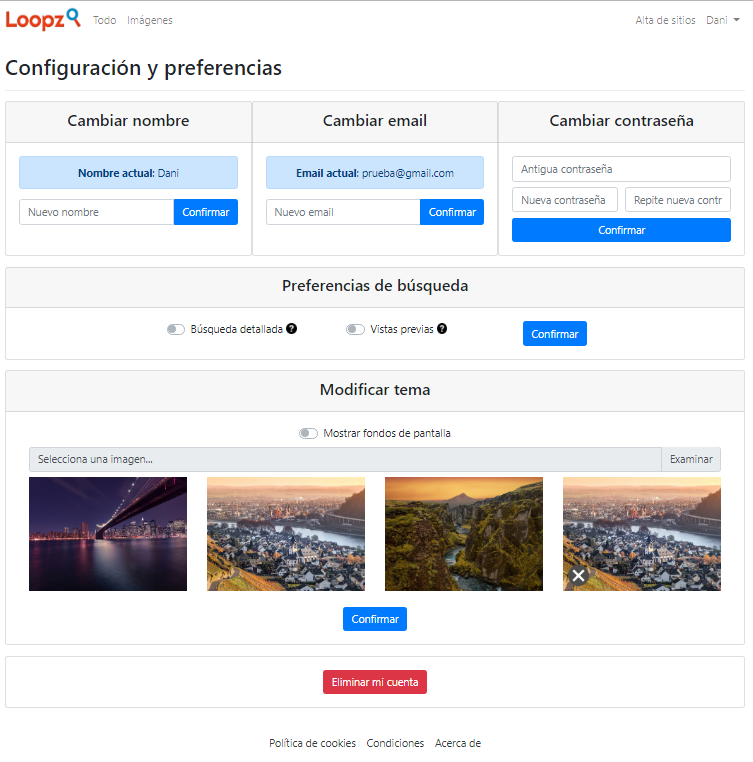 Loopz Todo Imágenes Alta de sitios Dani
Configuración y preferencias
Cambiar nombre
Nombre actual: Dani
Nuevo nombre Confirmar
Cambiar email
Email actual: prueba@gmail.com
Nuevo email Confirmar
Cambiar contraseña
Antigua contraseña
Nueva contraseña Repite nueva contr
Confirmar
Preferencias de búsqueda
Búsqueda detallada ? Vistas previas ? Confirmar
Modificar tema
Mostrar fondos de pantalla
Selecciona una imagen... Examinar
Confirmar
Eliminar mi cuenta
Política de cookies Condiciones Acerca de